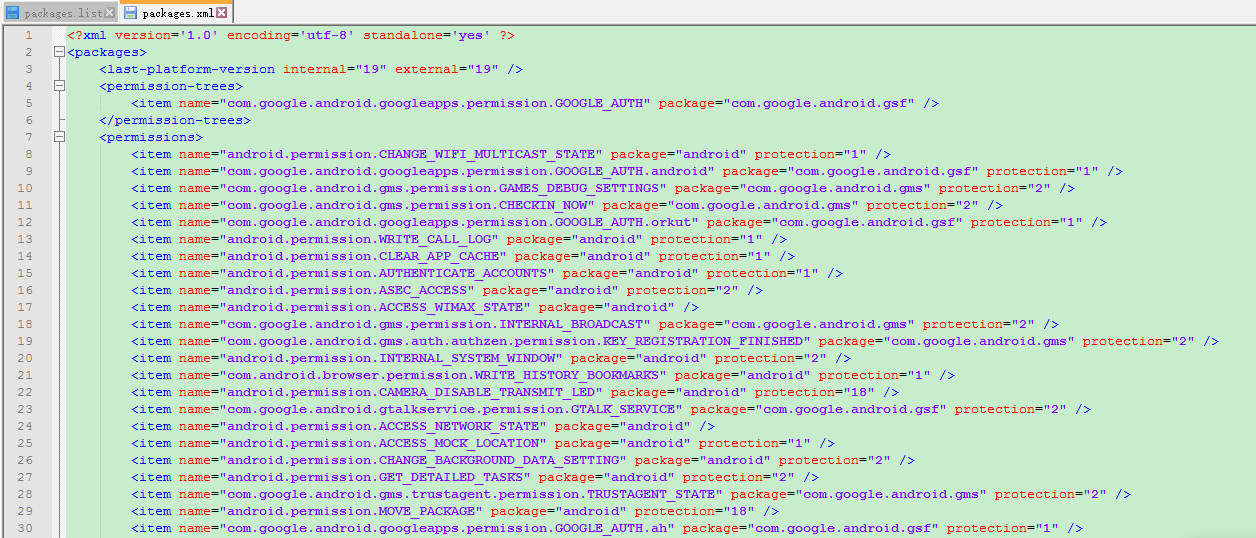 packages.list packages.xml
1 <?xml version='1.0' encoding='utf-8' standalone='yes' ?>
2 <packages>
3 <last-platform-version internal="19" external="19" />
4 <permission-trees>
5 <item name="com.google.android.googleapps.permission.GOOGLE_AUTH" package="com.google.android.gsf" />
6 </permission-trees>
7 <permissions>
8 <item name="android.permission.CHANGE_WIFI_MULTICAST_STATE" package="android" protection="1" />
9 <item name="com.google.android.googleapps.permission.GOOGLE_AUTH.android" package="com.google.android.gsf" protection="1" />
10 <item name="com.google.android.gms.permission.GAMES_DEBUG_SETTINGS" package="com.google.android.gms" protection="2" />
11 <item name="com.google.android.gms.permission.CHECKIN_NOW" package="com.google.android.gms" protection="2" />
12 <item name="com.google.android.googleapps.permission.GOOGLE_AUTH.orkut" package="com.google.android.gsf" protection="1" />
13 <item name="android.permission.WRITE_CALL_LOG" package="android" protection="1" />
14 <item name="android.permission.CLEAR_APP_CACHE" package="android" protection="1" />
15 <item name="android.permission.AUTHENTICATE_ACCOUNTS" package="android" protection="1" />
16 <item name="android.permission.ASEC_ACCESS" package="android" protection="2" />
17 <item name="android.permission.ACCESS_WIMAX_STATE" package="android" />
18 <item name="com.google.android.gms.permission.INTERNAL_BROADCAST" package="com.google.android.gms" protection="2" />
19 <item name="com.google.android.gms.auth.authzen.permission.KEY_REGISTRATION_FINISHED" package="com.google.android.gms" protection="2" />
20 <item name="android.permission.INTERNAL_SYSTEM_WINDOW" package="android" protection="2" />
21 <item name="com.android.browser.permission.WRITE_HISTORY_BOOKMARKS" package="android" protection="1" />
22 <item name="android.permission.CAMERA_DISABLE_TRANSMIT_LED" package="android" protection="18" />
23 <item name="com.google.android.gtalkservice.permission.GTALK_SERVICE" package="com.google.android.gsf" protection="2" />
24 <item name="android.permission.ACCESS_NETWORK_STATE" package="android" />
25 <item name="android.permission.ACCESS_MOCK_LOCATION" package="android" protection="1" />
26 <item name="android.permission.CHANGE_BACKGROUND_DATA_SETTING" package="android" protection="2" />
27 <item name="android.permission.GET_DETAILED_TASKS" package="android" protection="2" />
28 <item name="com.google.android.gms.trustagent.permission.TRUSTAGENT_STATE" package="com.google.android.gms" protection="2" />
29 <item name="android.permission.MOVE_PACKAGE" package="android" protection="18" />
30 <item name="com.google.android.googleapps.permission.GOOGLE_AUTH.ah" package="com.google.android.gsf" protection="1" />